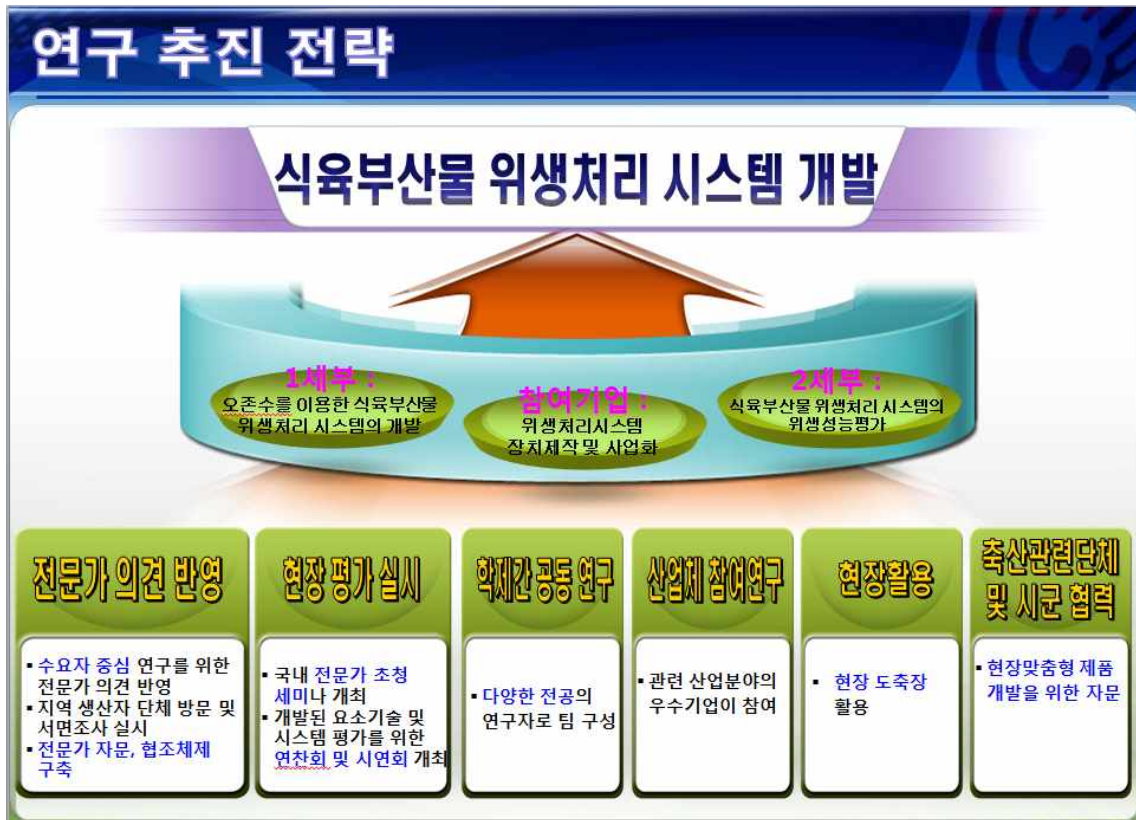 연구 추진 전략
식육부산물 위생처리 시스템 개발
1세부 :
오존수를 이용한 식육부산물
위생처리 시스템의 개발
참여기업 :
위생처리시스템
장치제작 및 사업화
2세부 :
식육부산물 위생처리 시스템의
위생성능평가
전문가 의견 반영
▪ 수요자 중심 연구를 위한
전문가 의견 반영
▪ 지역 생산자 단체 방문 및
서면조사 실시
▪ 전문가 자문, 협조체제
구축
현장 평가 실시
▪ 국내 전문가 초청
세미나 개최
▪ 개발된 요소기술 및
시스템 평가를 위한
연찬회 및 시연회 개최
학제간 공동 연구
▪ 다양한 전공의
연구자로 팀 구성
산업체 참여연구
▪ 관련 산업분야의
우수기업이 참여
현장활용
▪ 현장 도축장
활용
축산관련단체
및 시군 협력
▪ 현장맞춤형 제품
개발을 위한 자문